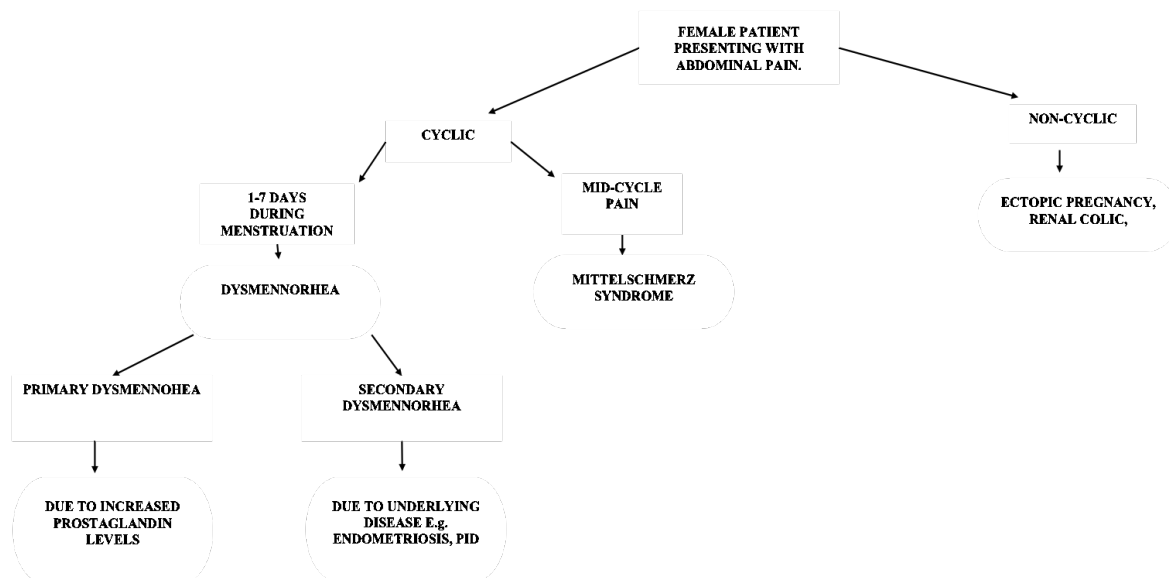 FEMALE PATIENT
PRESENTING WITH
ABDOMINAL PAIN.
CYCLIC
NON-CYCLIC
1-7 DAYS
DURING
MENSTRUATION
MID-CYCLE
PAIN
ECTOPIC PREGNANCY,
RENAL COLIC,
DYSMENNORHEA
MITTELSCHMERZ
SYNDROME
PRIMARY DYSMENNOHEA
SECONDARY
DYSMENNORHEA
DUE TO INCREASED
PROSTAGLANDIN
LEVELS
DUE TO UNDERLYING
DISEASE E.g.
ENDOMETRIOSIS, PID